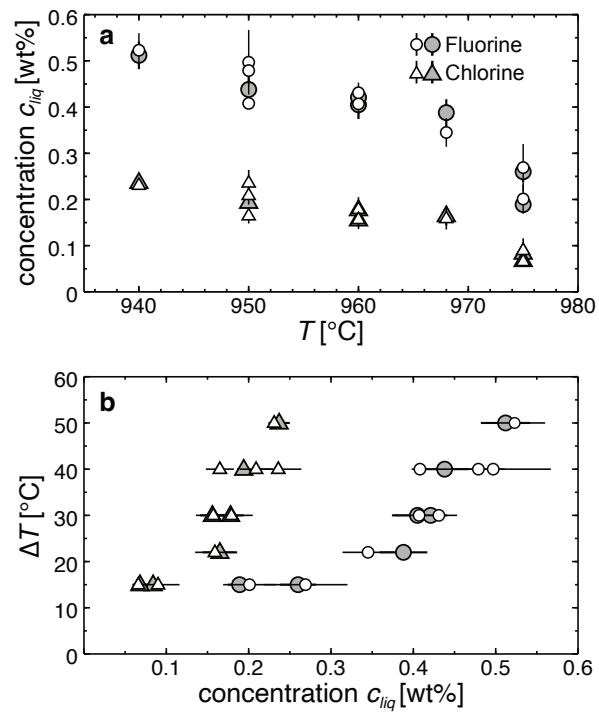 a
Fluorine
Chlorine
concentration c_liq [wt%]
0.6
0.5
0.4
0.3
0.2
0.1
0
940 950 960 970 980
T [°C]
b
ΔT [°C]
60
50
40
30
20
10
0
0.1 0.2 0.3 0.4 0.5 0.6
concentration c_liq [wt%]